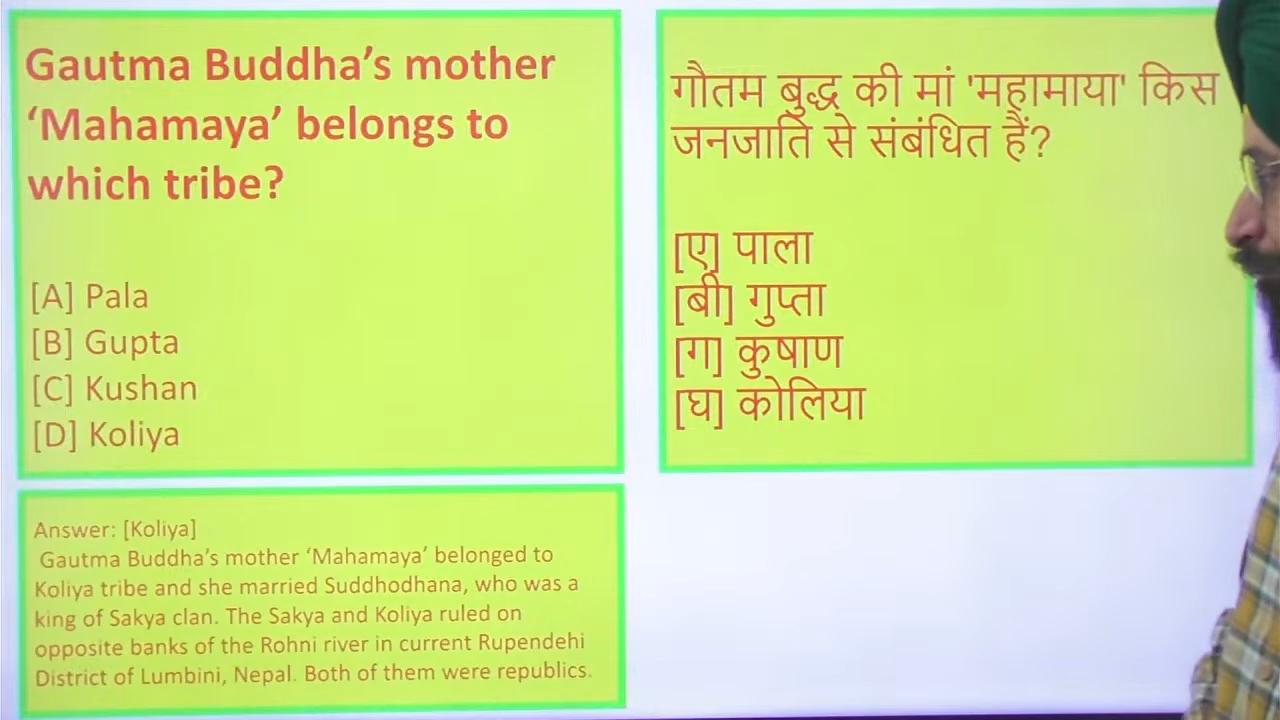 Gautma Buddha's mother
‘Mahamaya’ belongs to
which tribe?
[A] Pala
[B] Gupta
[C] Kushan
[D] Koliya
Answer: [Koliya]
Gautma Buddha’s mother ‘Mahamaya’ belonged to
Koliya tribe and she married Suddhodhana, who was a
king of Sakya clan. The Sakya and Koliya ruled on
opposite banks of the Rohni river in current Rupendehi
District of Lumbini, Nepal. Both of them were republics.
गौतम बुद्ध की मां 'महामाया' किस
जनजाति से संबंधित हैं?
[ए] पाला
[बी] गुप्ता
[ग] कुषाण
[घ] कोलिया